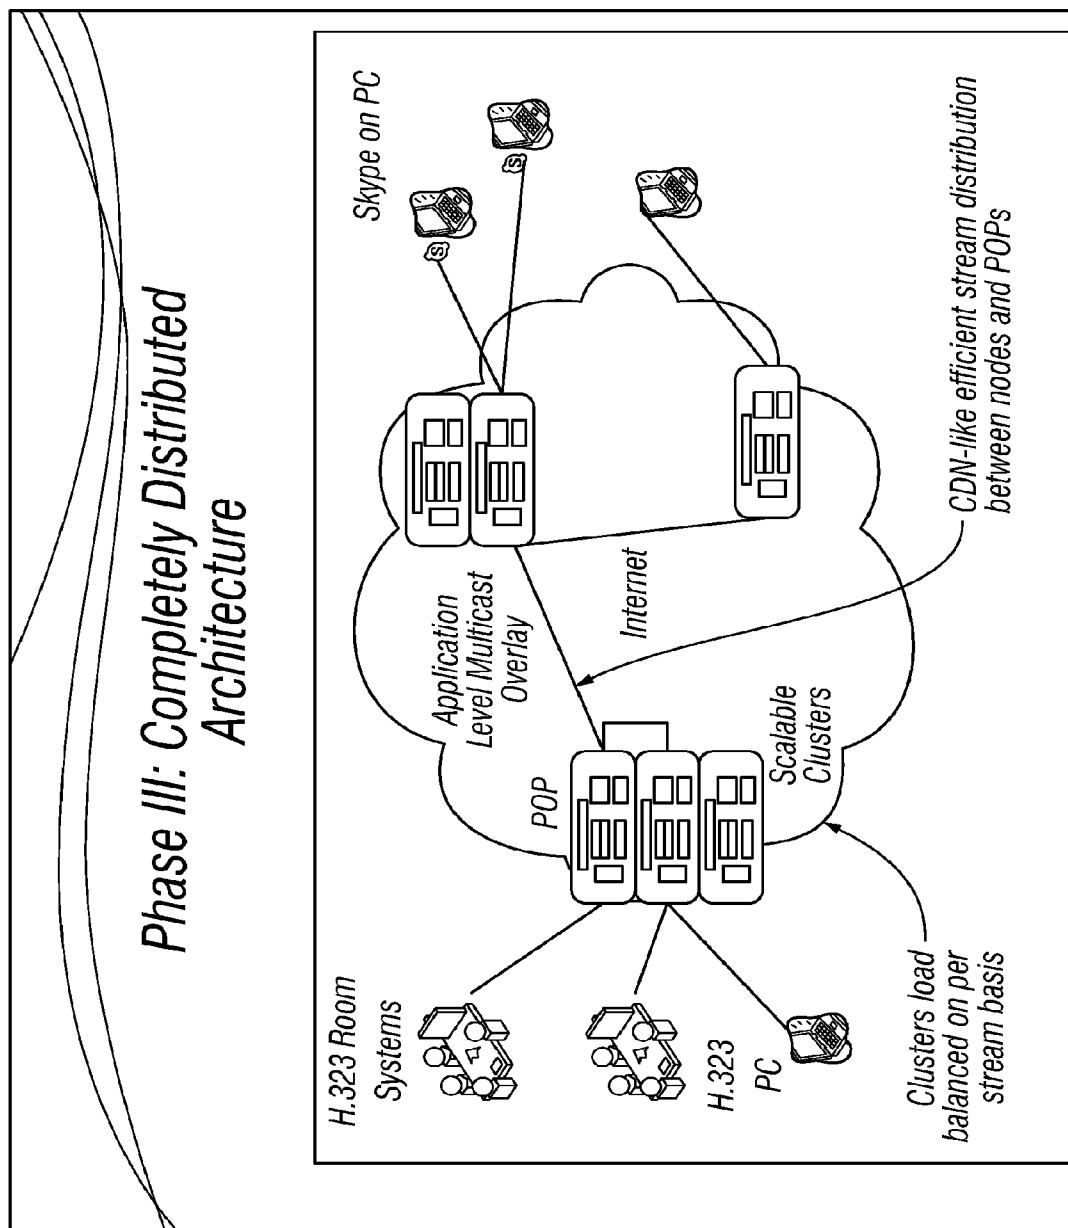 Phase III: Completely Distributed
Architecture
H.323 Room
Systems
POP
Application
Level Multicast
Overlay
Skype on PC
S
S
H.323
PC
Internet
Scalable
Clusters
Clusters load
balanced on per
stream basis
CDN-like efficient stream distribution
between nodes and POPs